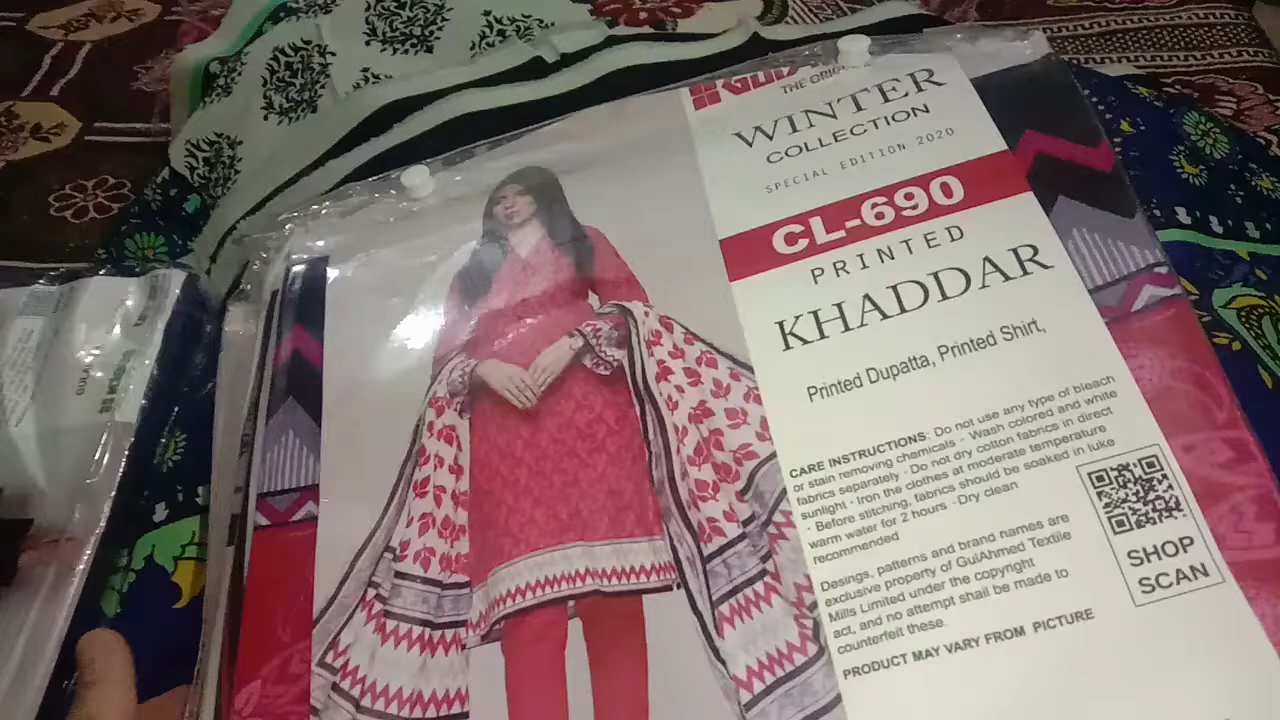 THE ORIG
WINTER
COLLECTION
SPECIAL EDITION 2020
CL-690
PRINTED
KHADDAR
Printed Dupatta, Printed Shirt,
CARE INSTRUCTIONS: Do not use any type of bleach
or stain removing chemicals - Wash colored and white
fabrics separately - Do not dry cotton fabrics in direct
sunlight - Iron the clothes at moderate temperature
- Before stitching, fabrics should be soaked in luke
warm water for 2 hours - Dry clean
recommended
SHOP
SCAN
Desings, patterns and brand names are
exclusive property of GulAhmed Textile
Mills Limited under the copyright
act, and no attempt shail be made to
counterfeit these.
PRODUCT MAY VARY FROM PICTURE